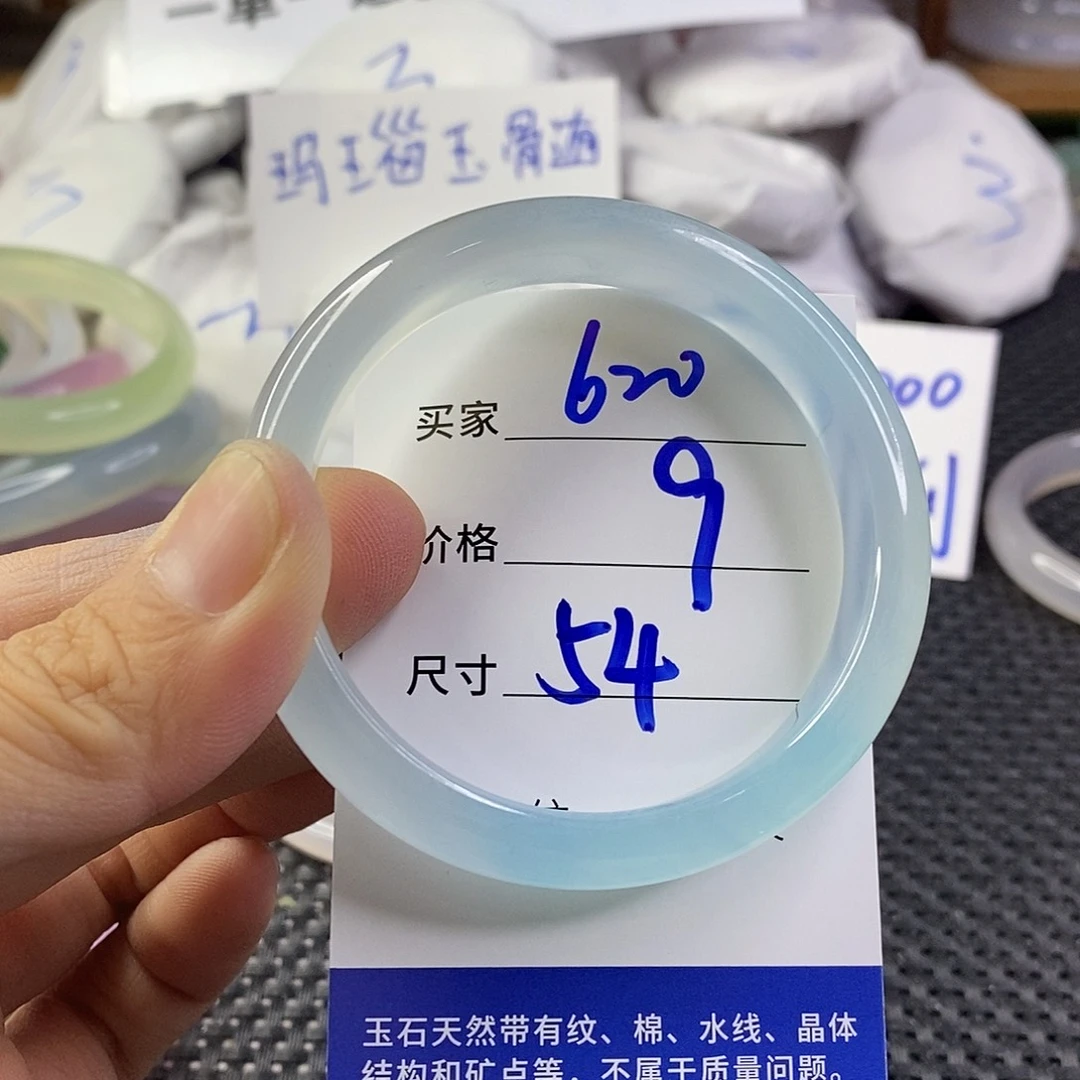 玛瑙玉骨髓
买家 620
价格 9
尺寸 54
玉石天然带有纹、棉、水线、晶体
结构和矿点等，不属于质量问题。